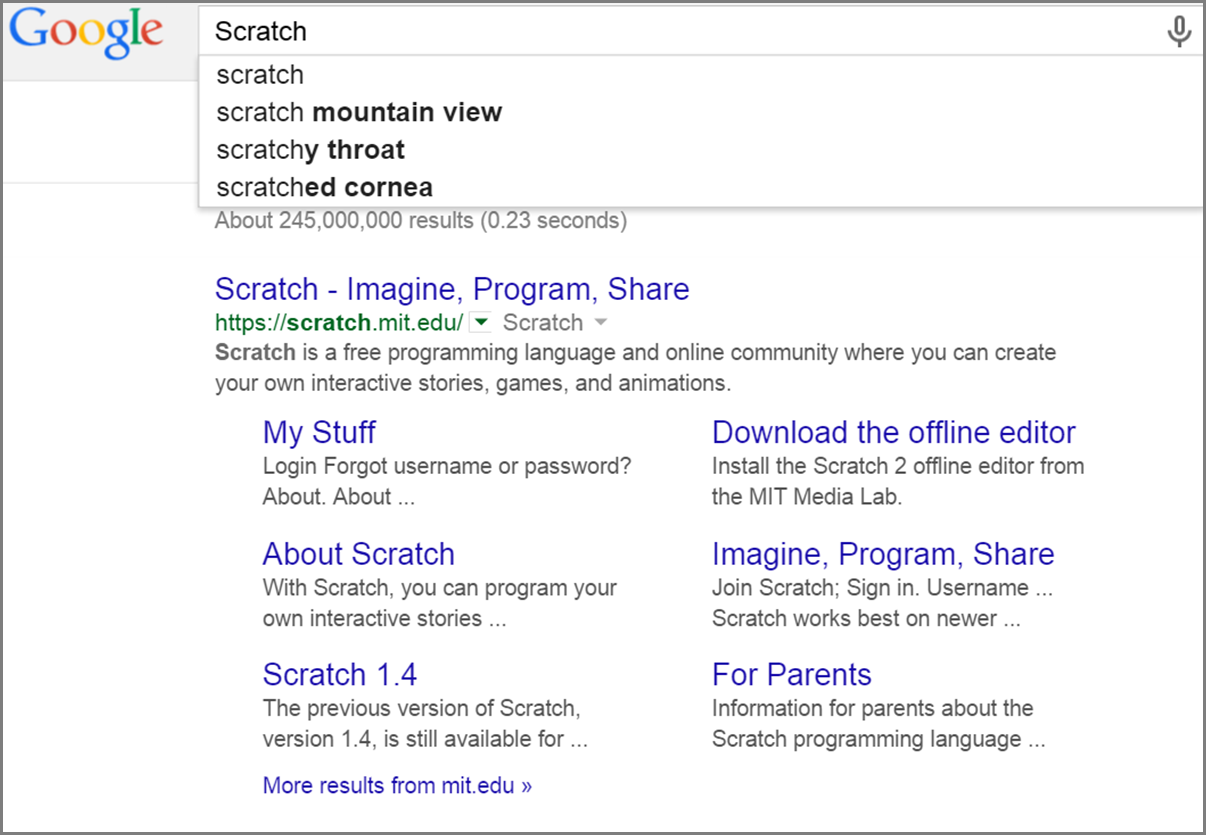 Google
Scratch
scratch
scratch mountain view
scratchy throat
scratched cornea
About 245,000,000 results (0.23 seconds)
Scratch - Imagine, Program, Share
https://scratch.mit.edu/ Scratch
Scratch is a free programming language and online community where you can create
your own interactive stories, games, and animations.
My Stuff
Login Forgot username or password?
About. About ...
Download the offline editor
Install the Scratch 2 offline editor from
the MIT Media Lab.
About Scratch
With Scratch, you can program your
own interactive stories ...
Imagine, Program, Share
Join Scratch; Sign in. Username ...
Scratch works best on newer ...
Scratch 1.4
The previous version of Scratch,
version 1.4, is still available for ...
For Parents
Information for parents about the
Scratch programming language ...
More results from mit.edu »